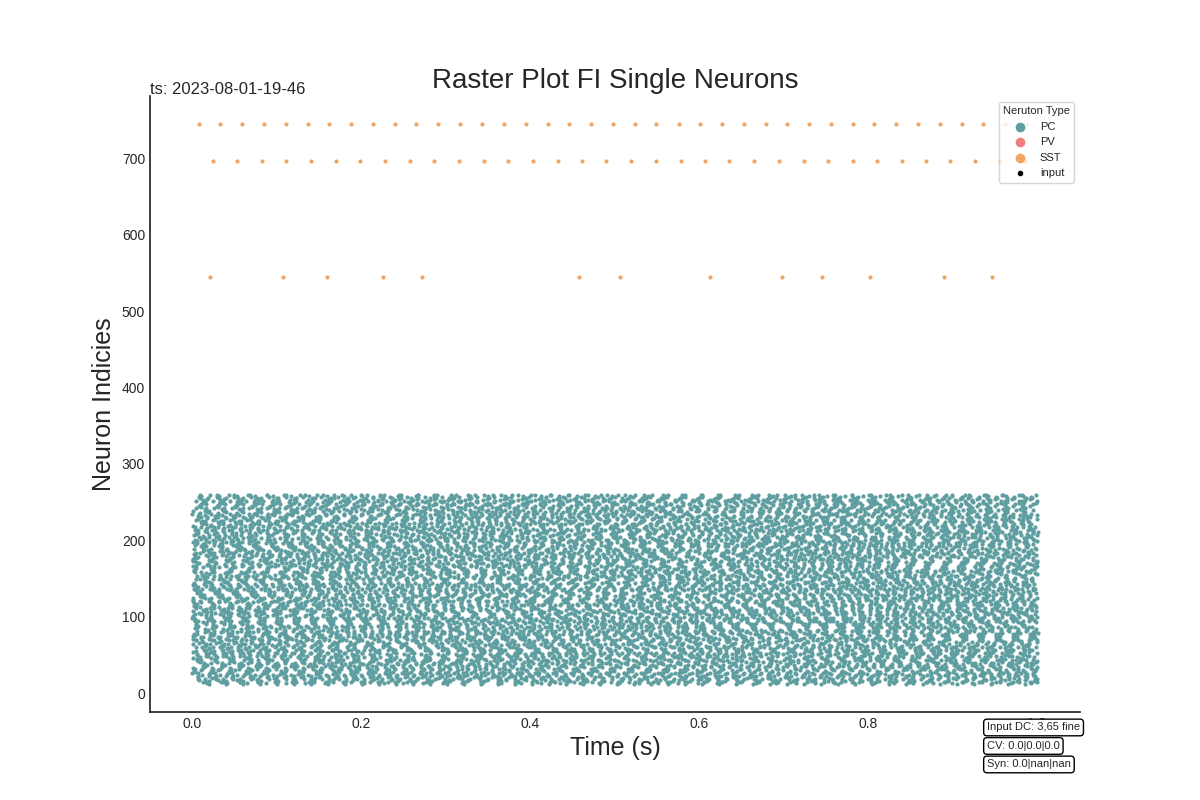 Raster Plot FI Single Neurons
ts: 2023-08-01-19-46
Neruton Type
PC
PV
SST
input
700
600
500
400
300
200
100
0
Neuron Indicies
0.0 0.2 0.4 0.6 0.8
Time (s)
Input DC: 3,65 fine
CV: 0.0|0.0|0.0
Syn: 0.0|nan|nan